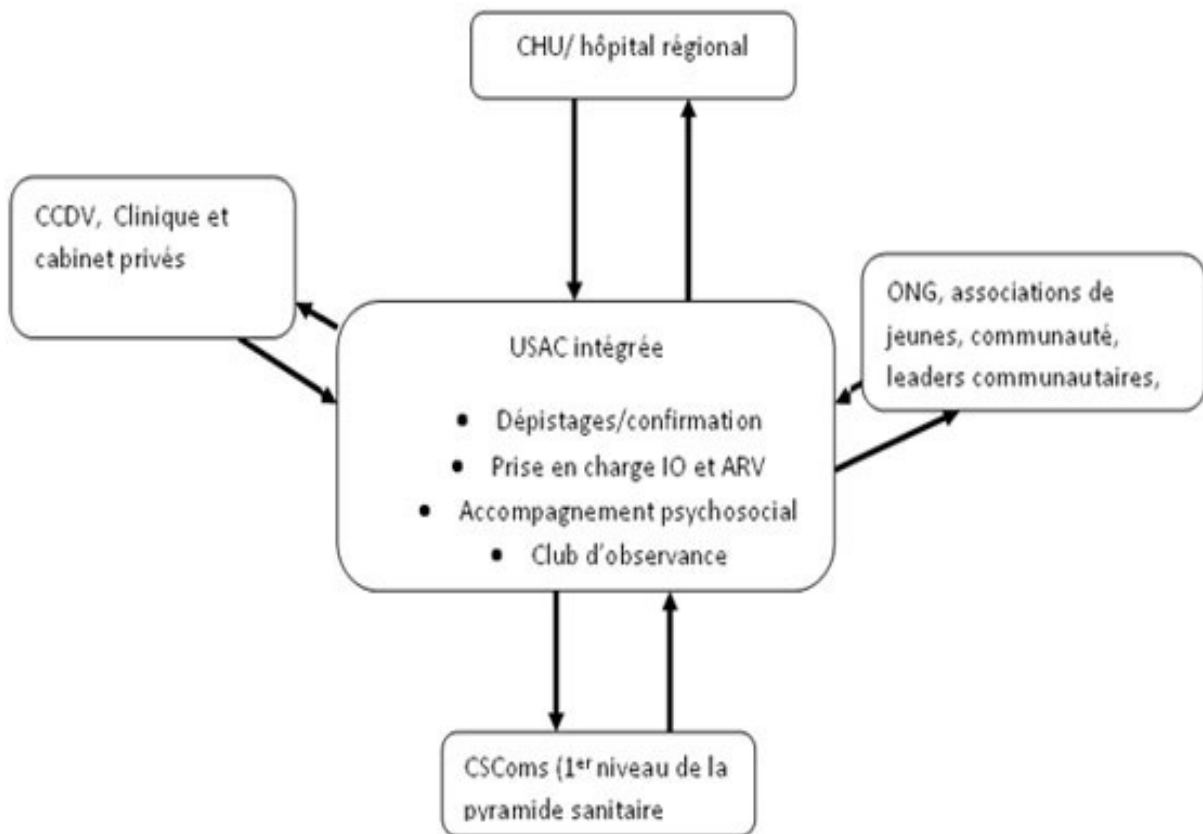 CHU/ hôpital régional
CCDV, Clinique et
cabinet privés
ONG, associations de
jeunes, communauté,
leaders communautaires,
USAC intégrée
• Dépistages/confirmation
• Prise en charge IO et ARV
• Accompagnement psychosocial
• Club d'observance
CSComs (1er niveau de la
pyramide sanitaire